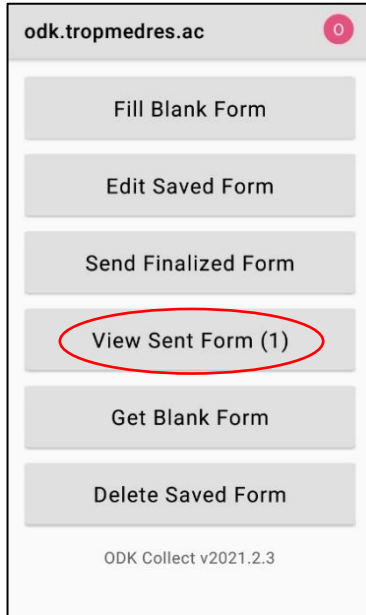 odk.tropmedres.ac O
Fill Blank Form
Edit Saved Form
Send Finalized Form
View Sent Form (1)
Get Blank Form
Delete Saved Form
ODK Collect v2021.2.3